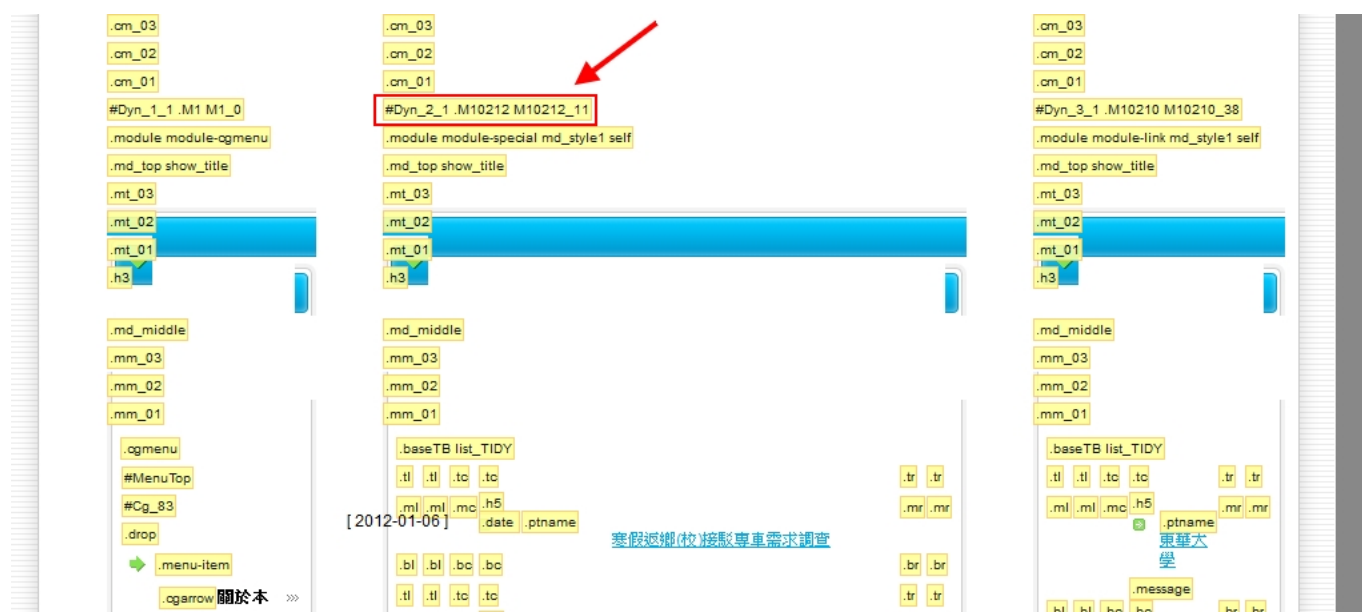 .cm_03
.cm_02
.cm_01
#Dyn_1_1 .M1 M1_0
.module module-cgmenu
.md_top show_title
.mt_03
.mt_02
.mt_01
.h3
.md_middle
.mm_03
.mm_02
.mm_01
.cgmenu
#MenuTop
#Cg_83
.drop
.menu-item
.cgarrow 關於本 »»
.cm_03
.cm_02
.cm_01
#Dyn_2_1 .M10212 M10212_11
.module module-special md_style1 self
.md_top show_title
.mt_03
.mt_02
.mt_01
.h3
.md_middle
.mm_03
.mm_02
.mm_01
.baseTB list_TIDY
.tl .tl .tc .tc .tr .tr
.ml .ml .mc .h5 .mr .mr
[ 2012-01-06 ] .date .ptname
寒假返鄉(校)接駁專車需求調查
.bl .bl .bc .bc .br .br
.tl .tl .tc .tc .tr .tr
.cm_03
.cm_02
.cm_01
#Dyn_3_1 .M10210 M10210_38
.module module-link md_style1 self
.md_top show_title
.mt_03
.mt_02
.mt_01
.h3
.md_middle
.mm_03
.mm_02
.mm_01
.baseTB list_TIDY
.tl .tl .tc .tc .tr .tr
.ml .ml .mc .h5 .mr .mr
.ptname
東華大
學
.message
.bl .bl .bc .bc .br .br